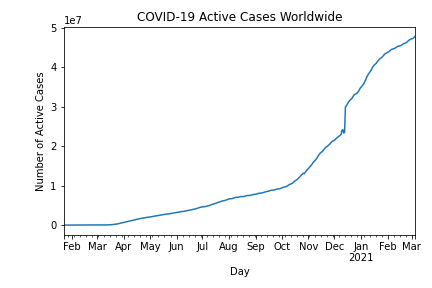 COVID-19 Active Cases Worldwide
1e7
5
4
3
2
1
0
Number of Active Cases
Feb Mar Apr May Jun Jul Aug Sep Oct Nov Dec Jan Feb Mar
2021
Day